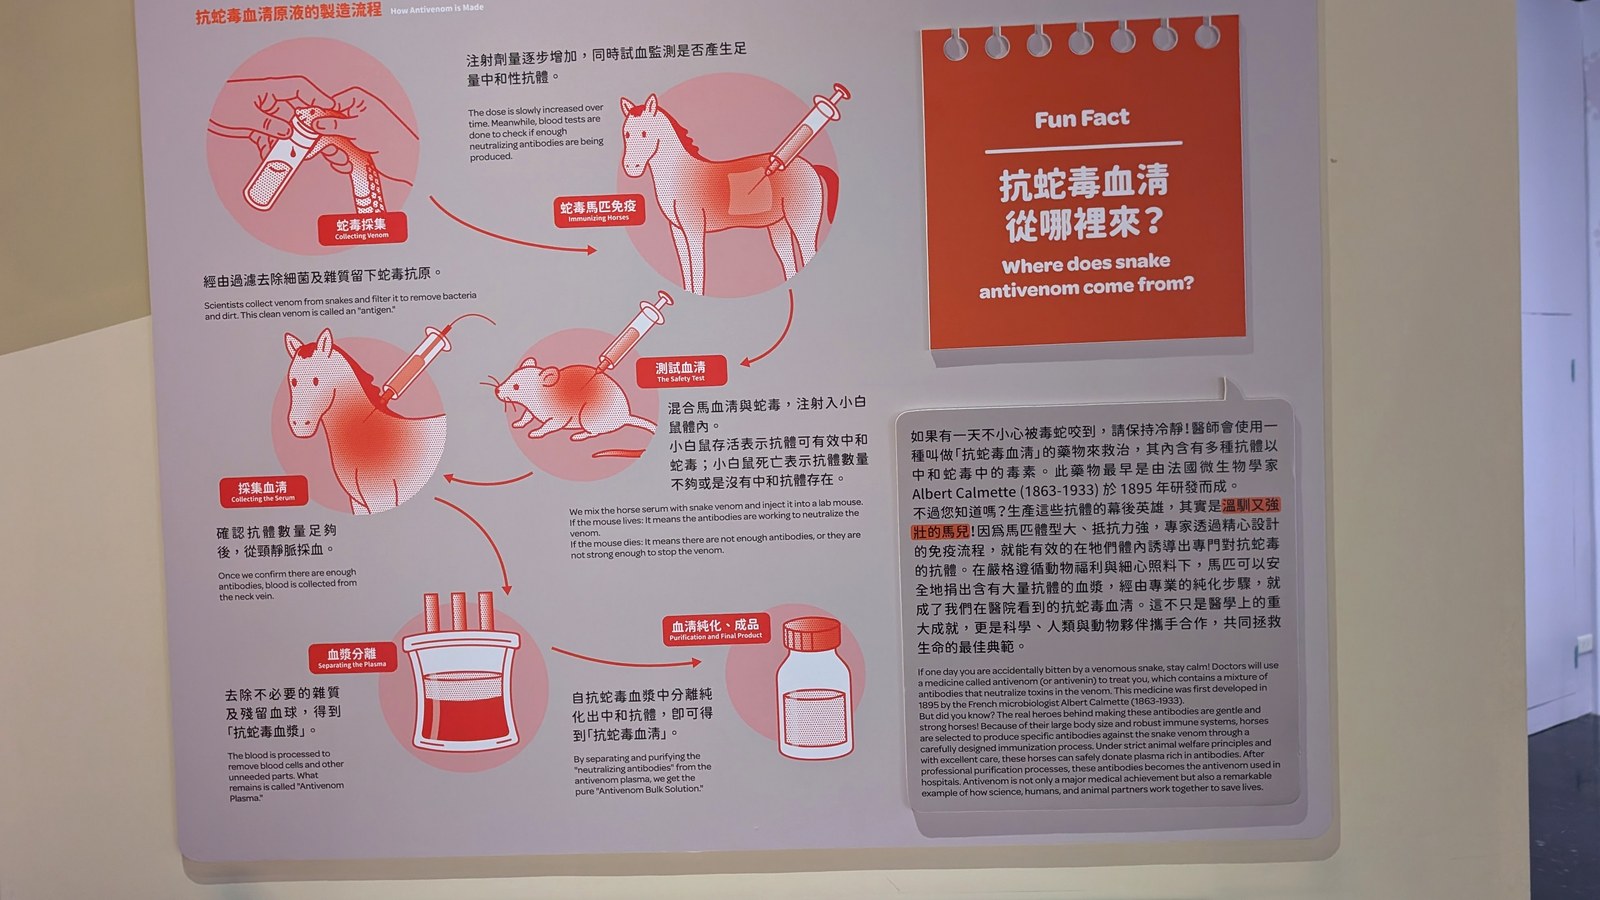 抗蛇毒血清原液的製造流程 How Antivenom is Made
蛇毒採集
Collecting Venom
經由過濾去除細菌及雜質留下蛇毒抗原。
Scientists collect venom from snakes and filter it to remove bacteria
and dirt. This clean venom is called an "antigen."
注射劑量逐步增加，同時試血監測是否產生足
量中和性抗體。
The dose is slowly increased over
time. Meanwhile, blood tests are
done to check if enough
neutralizing antibodies are being
produced.
蛇毒馬匹免疫
Immunizing Horses
測試血清
The Safety Test
混合馬血清與蛇毒，注射入小白
鼠體內。
小白鼠存活表示抗體可有效中和
蛇毒；小白鼠死亡表示抗體數量
不夠或是沒有中和抗體存在。
We mix the horse serum with snake venom and inject it into a lab mouse.
If the mouse lives: It means the antibodies are working to neutralize the
venom.
If the mouse dies: It means there are not enough antibodies, or they are
not strong enough to stop the venom.
採集血清
Collecting the Serum
確認抗體數量足夠
後，從頸靜脈採血。
Once we confirm there are enough
antibodies, blood is collected from
the neck vein.
血漿分離
Separating the Plasma
去除不必要的雜質
及殘留血球，得到
「抗蛇毒血漿」。
The blood is processed to
remove blood cells and other
unneeded parts. What
remains is called "Antivenom
Plasma."
血清純化、成品
Purification and Final Product
自抗蛇毒血漿中分離純
化出中和抗體，即可得
到「抗蛇毒血清」。
By separating and purifying the
"neutralizing antibodies" from the
antivenom plasma, we get the
pure "Antivenom Bulk Solution."
Fun Fact
抗蛇毒血清
從哪裡來？
Where does snake
antivenom come from?
如果有一天不小心被毒蛇咬到，請保持冷靜！醫師會使用一
種叫做「抗蛇毒血清」的藥物來救治，其內含有多種抗體以
中和蛇毒中的毒素。此藥物最早是由法國微生物學家
Albert Calmette (1863-1933) 於 1895 年研發而成。
不過您知道嗎？生產這些抗體的幕後英雄，其實是溫馴又強
壯的馬兒！因為馬匹體型大、抵抗力強，專家透過精心設計
的免疫流程，就能有效的在牠們體內誘導出專門對抗蛇毒
的抗體。在嚴格遵循動物福利與細心照料下，馬匹可以安
全地捐出含有大量抗體的血漿，經由專業的純化步驟，就
成了我們在醫院看到的抗蛇毒血清。這不只是醫學上的重
大成就，更是科學、人類與動物夥伴攜手合作，共同拯救
生命的最佳典範。
If one day you are accidentally bitten by a venomous snake, stay calm! Doctors will use
a medicine called antivenom (or antivenin) to treat you, which contains a mixture of
antibodies that neutralize toxins in the venom. This medicine was first developed in
1895 by the French microbiologist Albert Calmette (1863-1933).
But did you know? The real heroes behind making these antibodies are gentle and
strong horses! Because of their large body size and robust immune systems, horses
are selected to produce specific antibodies against the snake venom through a
carefully designed immunization process. Under strict animal welfare principles and
with excellent care, these horses can safely donate plasma rich in antibodies. After
professional purification processes, these antibodies becomes the antivenom used in
hospitals. Antivenom is not only a major medical achievement but also a remarkable
example of how science, humans, and animal partners work together to save lives.